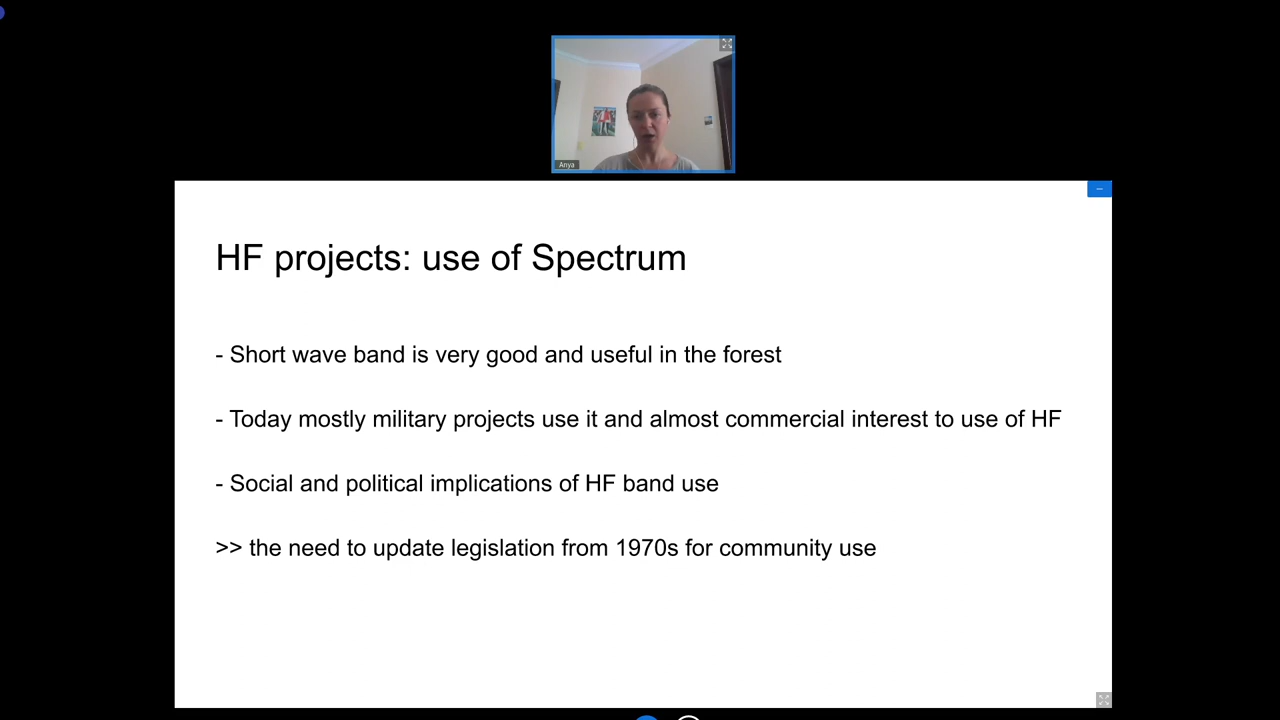 Anya
HF projects: use of Spectrum
- Short wave band is very good and useful in the forest
- Today mostly military projects use it and almost commercial interest to use of HF
- Social and political implications of HF band use
>> the need to update legislation from 1970s for community use